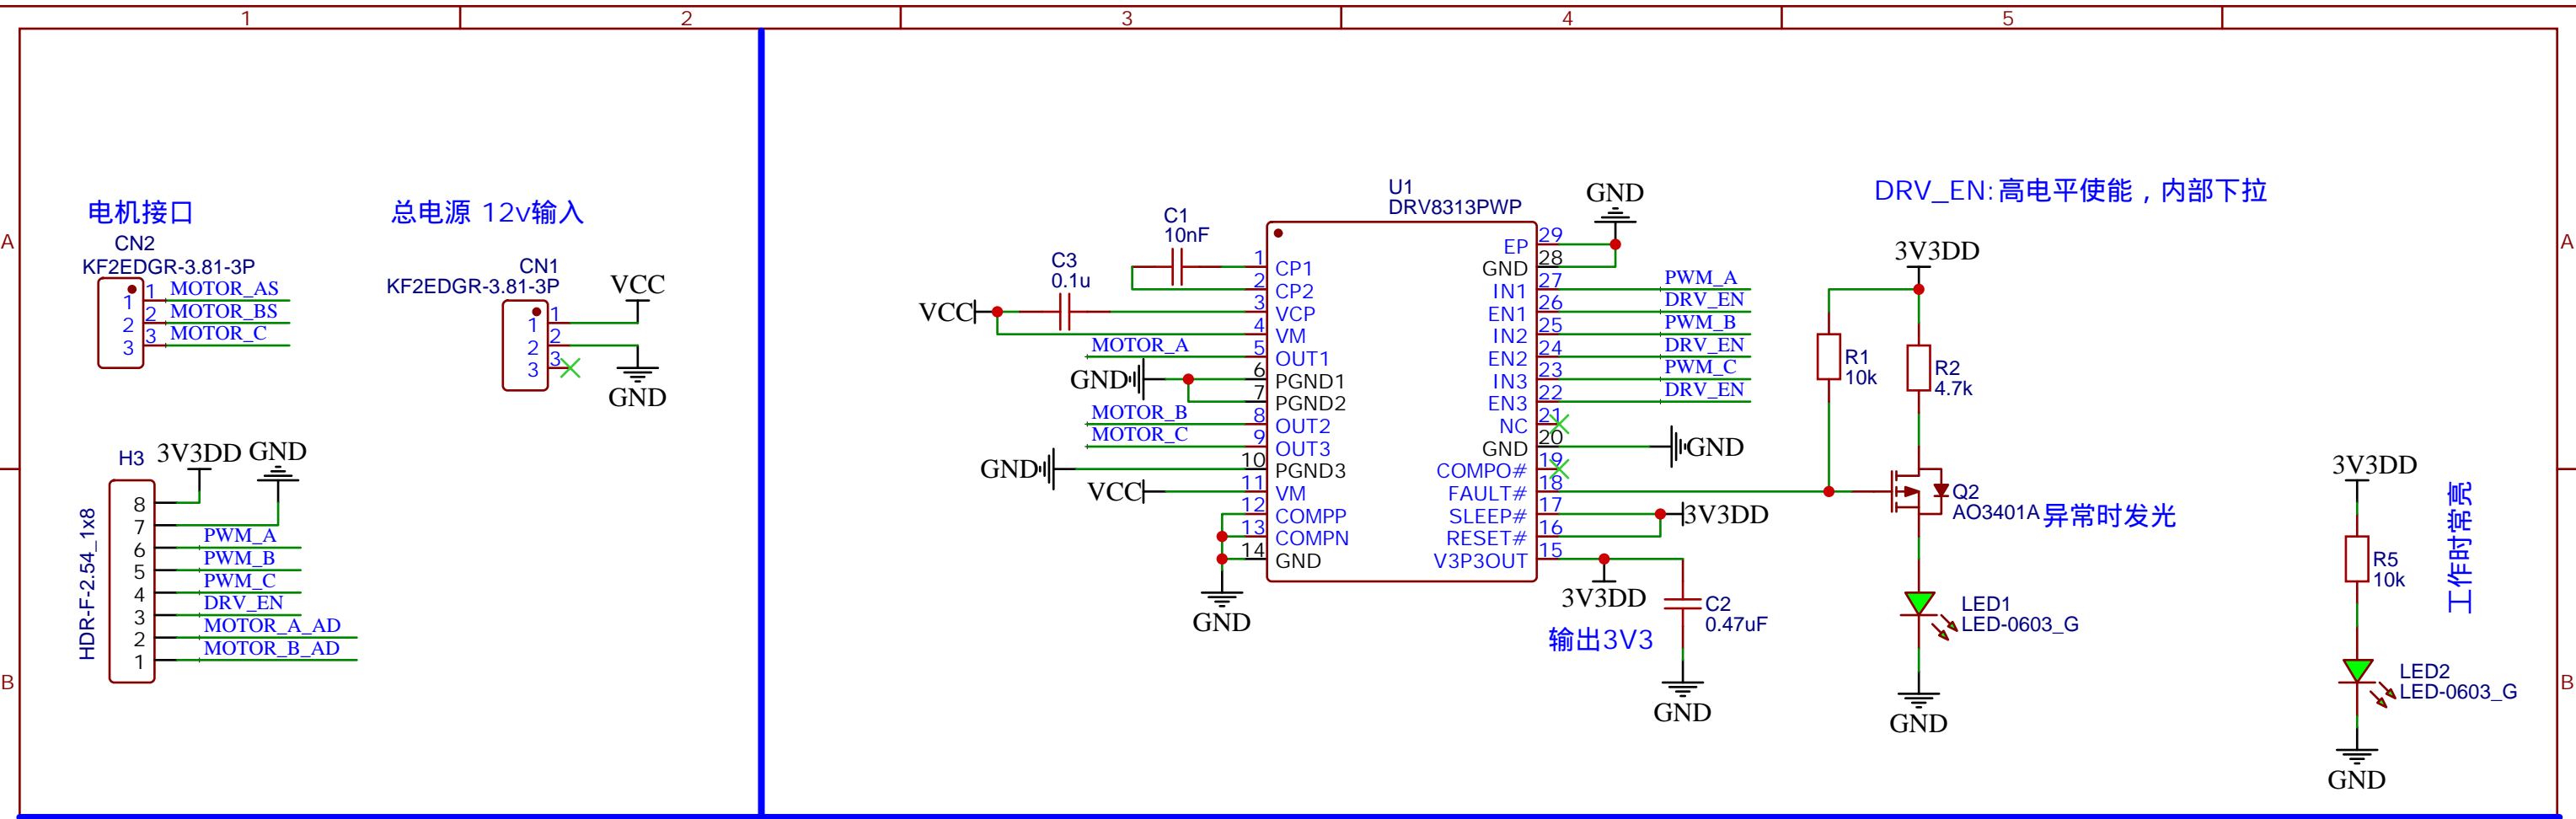 1
2
3
4
5
A
A
B
B
电机接口
CN2
KF2EDGR-3.81-3P
1 1 MOTOR_AS
2 2 MOTOR_BS
3 3 MOTOR_C
总电源 12v输入
CN1
KF2EDGR-3.81-3P
VCC
1 1
2 2
3 3
GND
H3
3V3DD GND
HDR-F-2.54_1x8
8
7
6 PWM_A
5 PWM_B
4 PWM_C
3 DRV_EN
2 MOTOR_A_AD
1 MOTOR_B_AD
U1
DRV8313PWP
C1
10nF
C3
0.1u
VCC
MOTOR_A
GND
MOTOR_B
MOTOR_C
GND
VCC
GND
1 CP1
2 CP2
3 VCP
4 VM
5 OUT1
6 PGND1
7 PGND2
8 OUT2
9 OUT3
10 PGND3
11 VM
12 COMPP
13 COMPN
14 GND
GND
EP 29
GND 28
IN1 27 PWM_A
EN1 26 DRV_EN
IN2 25 PWM_B
EN2 24 DRV_EN
IN3 23 PWM_C
EN3 22 DRV_EN
NC 21
GND 20 GND
COMPO# 19
FAULT# 18
SLEEP# 17 3V3DD
RESET# 16
V3P3OUT 15
3V3DD
输出3V3
C2
0.47uF
GND
DRV_EN:高电平使能，内部下拉
3V3DD
R1
10k
R2
4.7k
Q2
AO3401A
异常时发光
LED1
LED-0603_G
GND
3V3DD
R5
10k
工作时常亮
LED2
LED-0603_G
GND